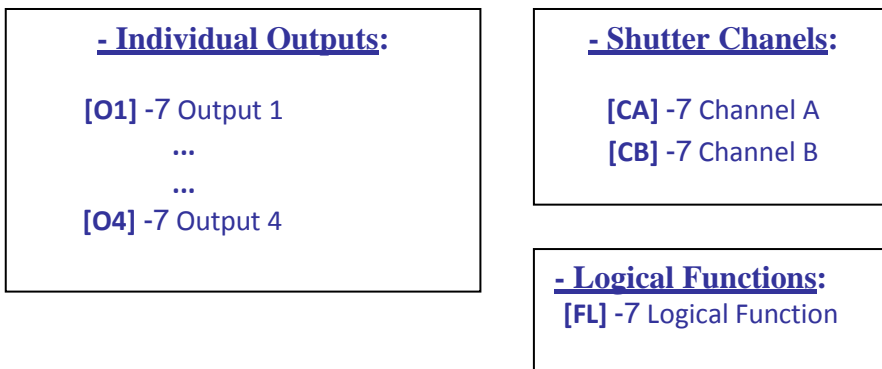 - Individual Outputs:
[O1] -7 Output 1
...
...
[O4] -7 Output 4
- Shutter Chanels:
[CA] -7 Channel A
[CB] -7 Channel B
- Logical Functions:
[FL] -7 Logical Function